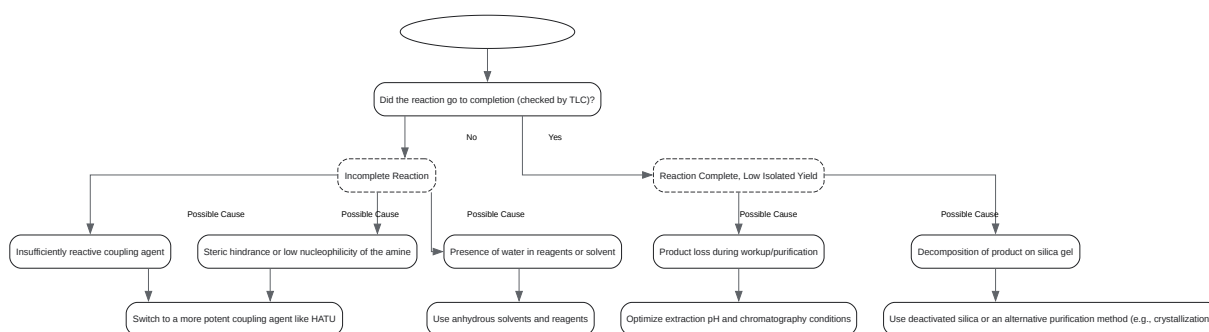 Did the reaction go to completion (checked by TLC)?
No
Yes
Incomplete Reaction
Reaction Complete, Low Isolated Yield
Possible Cause
Possible Cause
Possible Cause
Possible Cause
Possible Cause
Insufficiently reactive coupling agent
Steric hindrance or low nucleophilicity of the amine
Presence of water in reagents or solvent
Product loss during workup/purification
Decomposition of product on silica gel
Switch to a more potent coupling agent like HATU
Use anhydrous solvents and reagents
Optimize extraction pH and chromatography conditions
Use deactivated silica or an alternative purification method (e.g., crystallization